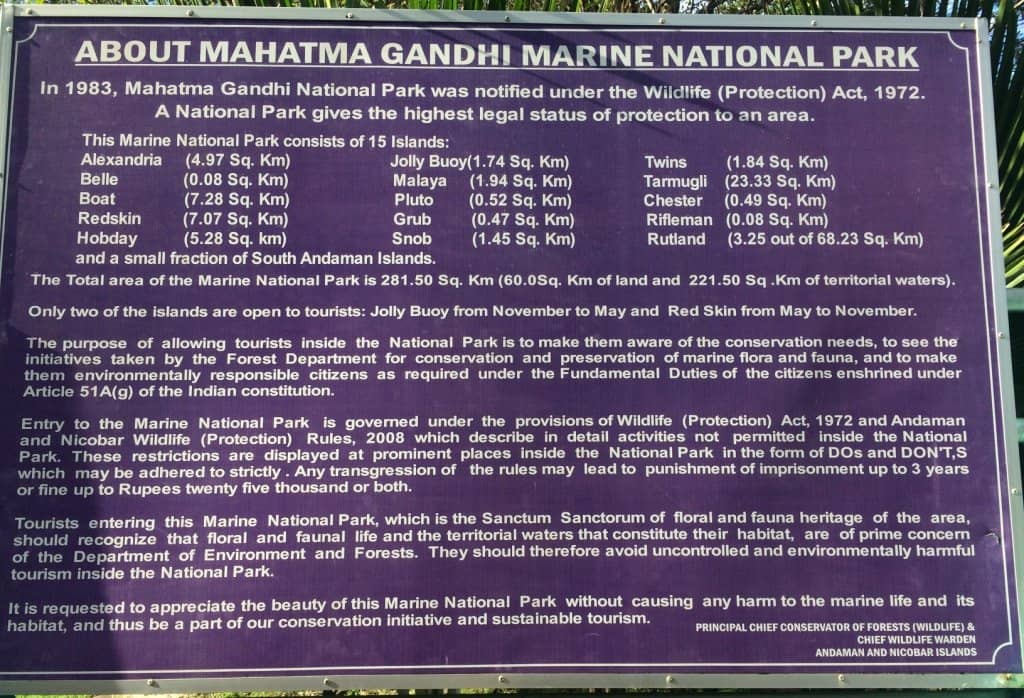 ABOUT MAHATMA GANDHI MARINE NATIONAL PARK
In 1983, Mahatma Gandhi National Park was notified under the Wildlife (Protection) Act, 1972.
A National Park gives the highest legal status of protection to an area.
This Marine National Park consists of 15 Islands:
Alexandria (4.97 Sq. Km) Jolly Buoy(1.74 Sq. Km) Twins (1.84 Sq. Km)
Belle (0.08 Sq. Km) Malaya (1.94 Sq. Km) Tarmugli (23.33 Sq. Km)
Boat (7.28 Sq. Km) Pluto (0.52 Sq. Km) Chester (0.49 Sq. Km)
Redskin (7.07 Sq. Km) Grub (0.47 Sq. Km) Rifleman (0.08 Sq. Km)
Hobday (5.28 Sq. km) Snob (1.45 Sq. Km) Rutland (3.25 out of 68.23 Sq. Km)
and a small fraction of South Andaman Islands.
The Total area of the Marine National Park is 281.50 Sq. Km (60.0Sq. Km of land and 221.50 Sq .Km of territorial waters).
Only two of the islands are open to tourists: Jolly Buoy from November to May and Red Skin from May to November.
The purpose of allowing tourists inside the National Park is to make them aware of the conservation needs, to see the
initiatives taken by the Forest Department for conservation and preservation of marine flora and fauna, and to make
them environmentally responsible citizens as required under the Fundamental Duties of the citizens enshrined under
Article 51A(g) of the Indian constitution.
Entry to the Marine National Park is governed under the provisions of Wildlife (Protection) Act, 1972 and Andaman
and Nicobar Wildlife (Protection) Rules, 2008 which describe in detail activities not permitted inside the National
Park. These restrictions are displayed at prominent places inside the National Park in the form of DOs and DON'T,S
which may be adhered to strictly . Any transgression of the rules may lead to punishment of imprisonment up to 3 years
or fine up to Rupees twenty five thousand or both.
Tourists entering this Marine National Park, which is the Sanctum Sanctorum of floral and fauna heritage of the area,
should recognize that floral and faunal life and the territorial waters that constitute their habitat, are of prime concern
of the Department of Environment and Forests. They should therefore avoid uncontrolled and environmentally harmful
tourism inside the National Park.
It is requested to appreciate the beauty of this Marine National Park without causing any harm to the marine life and its
habitat, and thus be a part of our conservation initiative and sustainable tourism.
PRINCIPAL CHIEF CONSERVATOR OF FORESTS (WILDLIFE) &
CHIEF WILDLIFE WARDEN
ANDAMAN AND NICOBAR ISLANDS